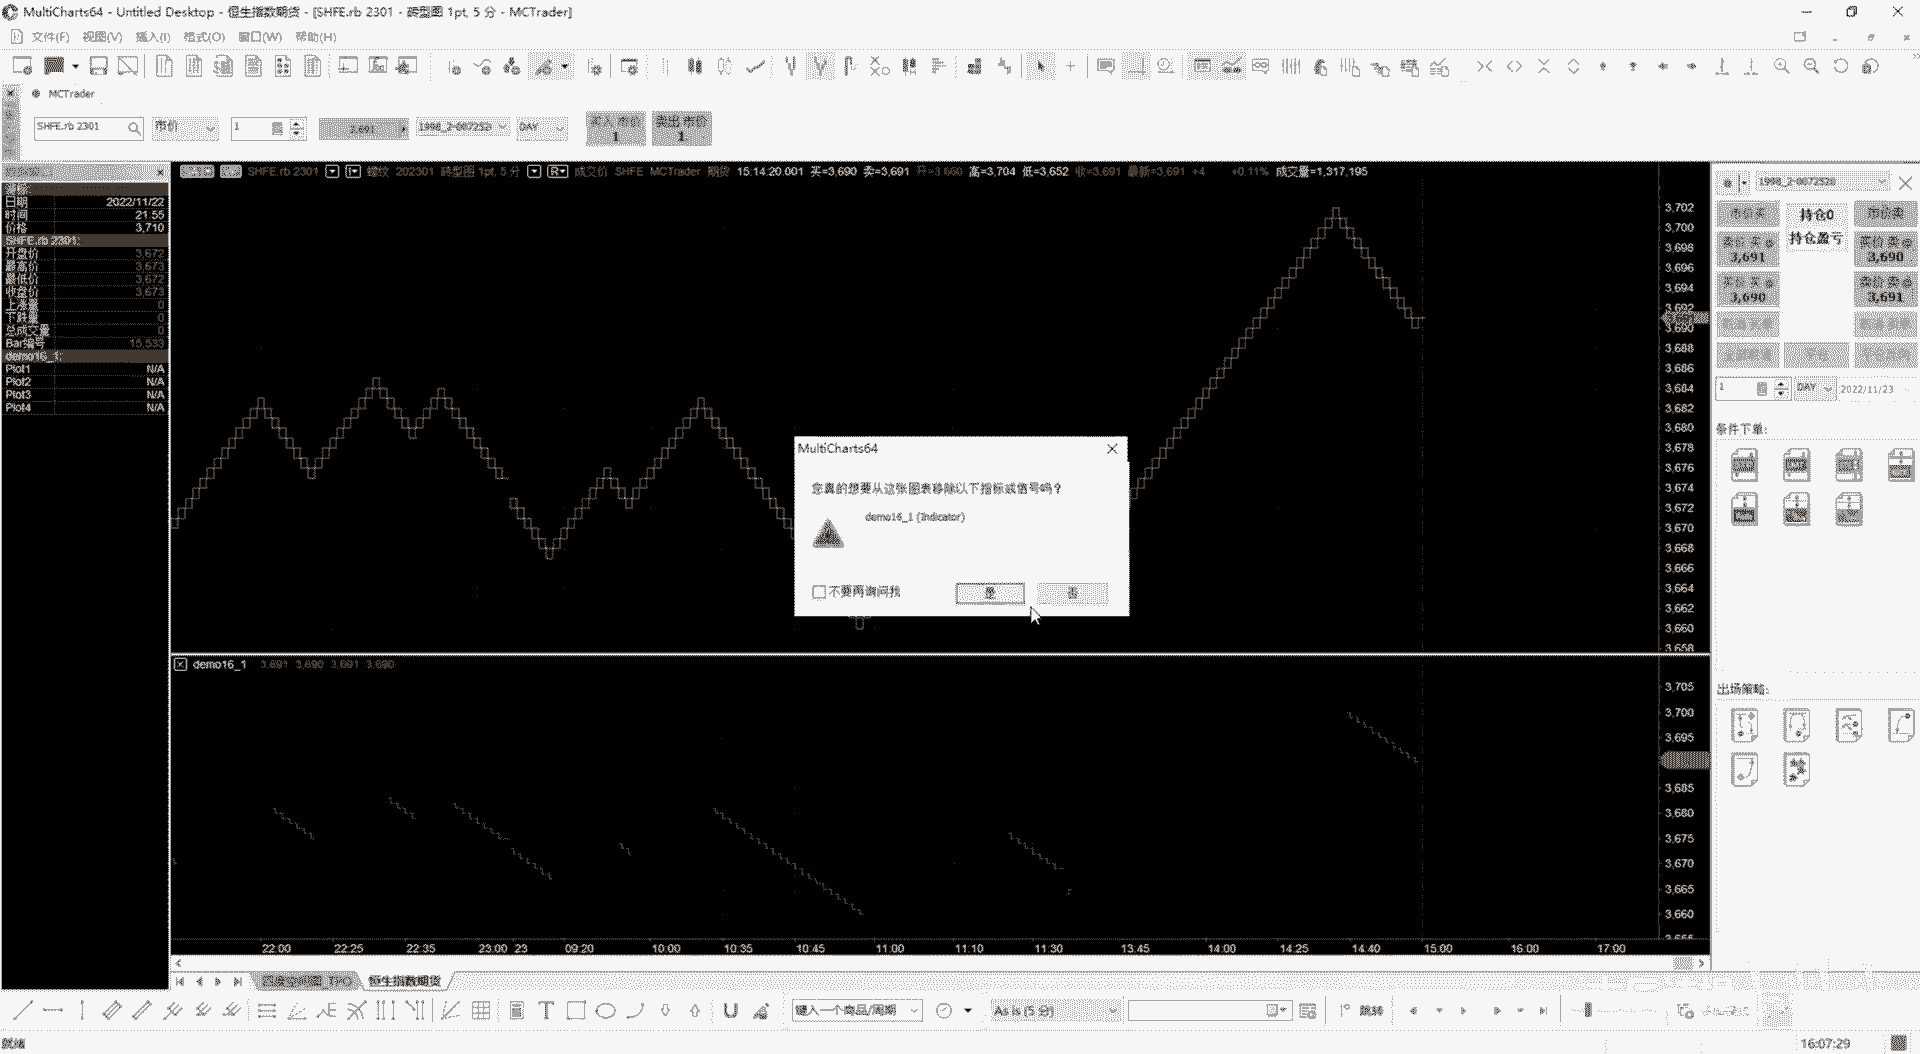 MultiCharts64 - Untitled Desktop - 恒生指数期货 - [SHFE.rb 2301 - 砖型图 1pt, 5 分 - MCTrader]
文件(F) 视图(V) 插入(I) 格式(O) 窗口(W) 帮助(H)
MCTrader
SHFE.rb 2301 市价 1 3,691 DAY 买入 市价 1 卖出 市价 1
SHFE.rb 2301 螺纹 202301 砖型图 1pt, 5 分 成交价 SHFE MCTrader 期货 15:14:20.001 买=3,690 卖=3,691 高=3,704 低=3,652 收=3,691 最新=3,691 +4 +0.11% 成交量=1,317,195
日期 2022/11/22
时间 21:55
价格 3,710
SHFE.rb 2301:
开盘价 3,672
最高价 3,673
最低价 3,672
收盘价 3,673
上涨量 0
下跌量 0
总成交量 0
Bar编号 15,533
demo16_1:
Plot1 N/A
Plot2 N/A
Plot3 N/A
Plot4 N/A
3,702
3,700
3,698
3,696
3,694
3,692
3,690
3,688
3,686
3,684
3,682
3,680
3,678
3,676
3,674
3,672
3,670
3,668
3,666
3,664
3,662
3,660
3,658
MultiCharts64
您真的想要从这张图表移除以下指标或信号吗？
demo16_1 (Indicator)
不要再询问我 是 否
demo16_1 3,691 3,690 3,691 3,690
3,705
3,700
3,695
3,685
3,680
3,675
3,670
3,665
3,660
22:00 22:25 22:35 23:00 23 09:20 10:00 10:35 10:45 11:00 11:10 11:30 13:45 14:00 14:25 14:40 15:00 16:00 17:00
持仓0
持仓盈亏
3,691 3,690
3,690 3,691
1 DAY 2022/11/23
条件下单:
出场策略:
四度空间图_TPO 恒生指数期货
键入一个商品/周期 As is (5 分) 跳转
就绪 16:07:29